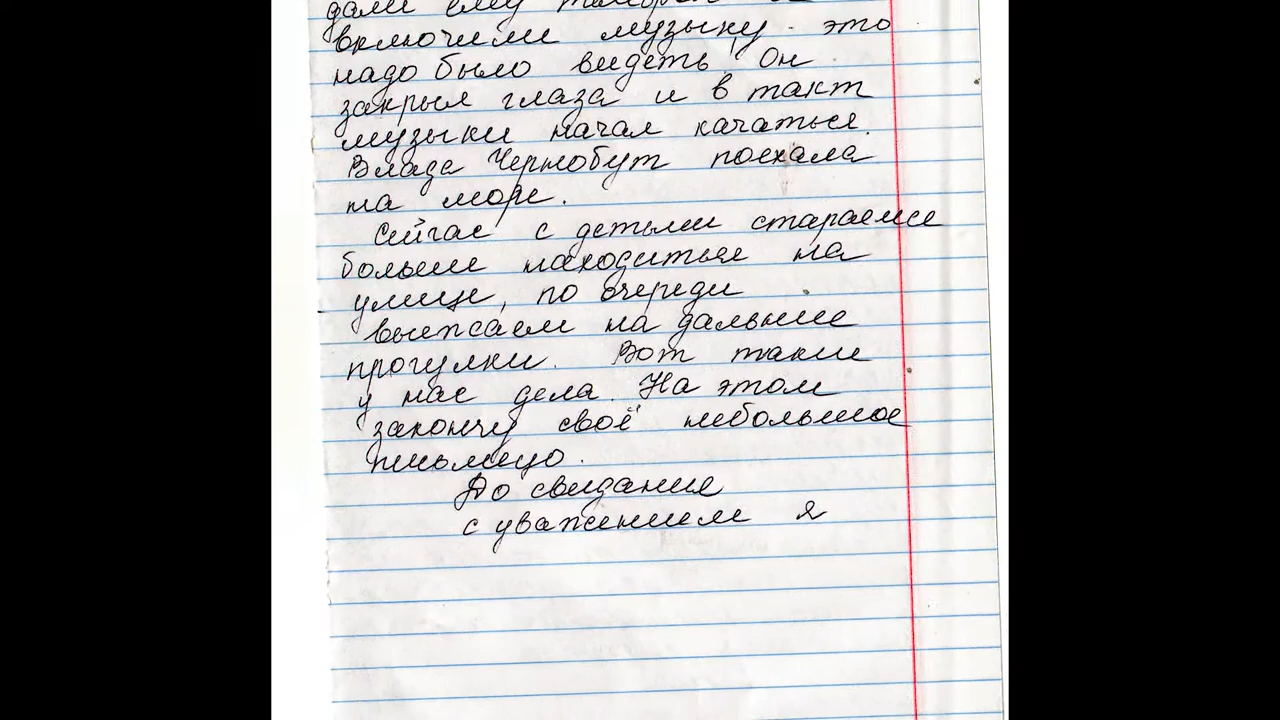 дали ему
включили музыку. это
надо было видеть! Он
закрыл глаза и в такт
музыки начал качаться.
Влада Чернобут поехала
на море.
Сейчас с детьми стараемся
больше находиться на
улице, по очереди
выезжаем на дальние
прогулки. Вот такие
у нас дела. На этом
закончу своё небольшое
письмецо.
До свидания
с уважением я